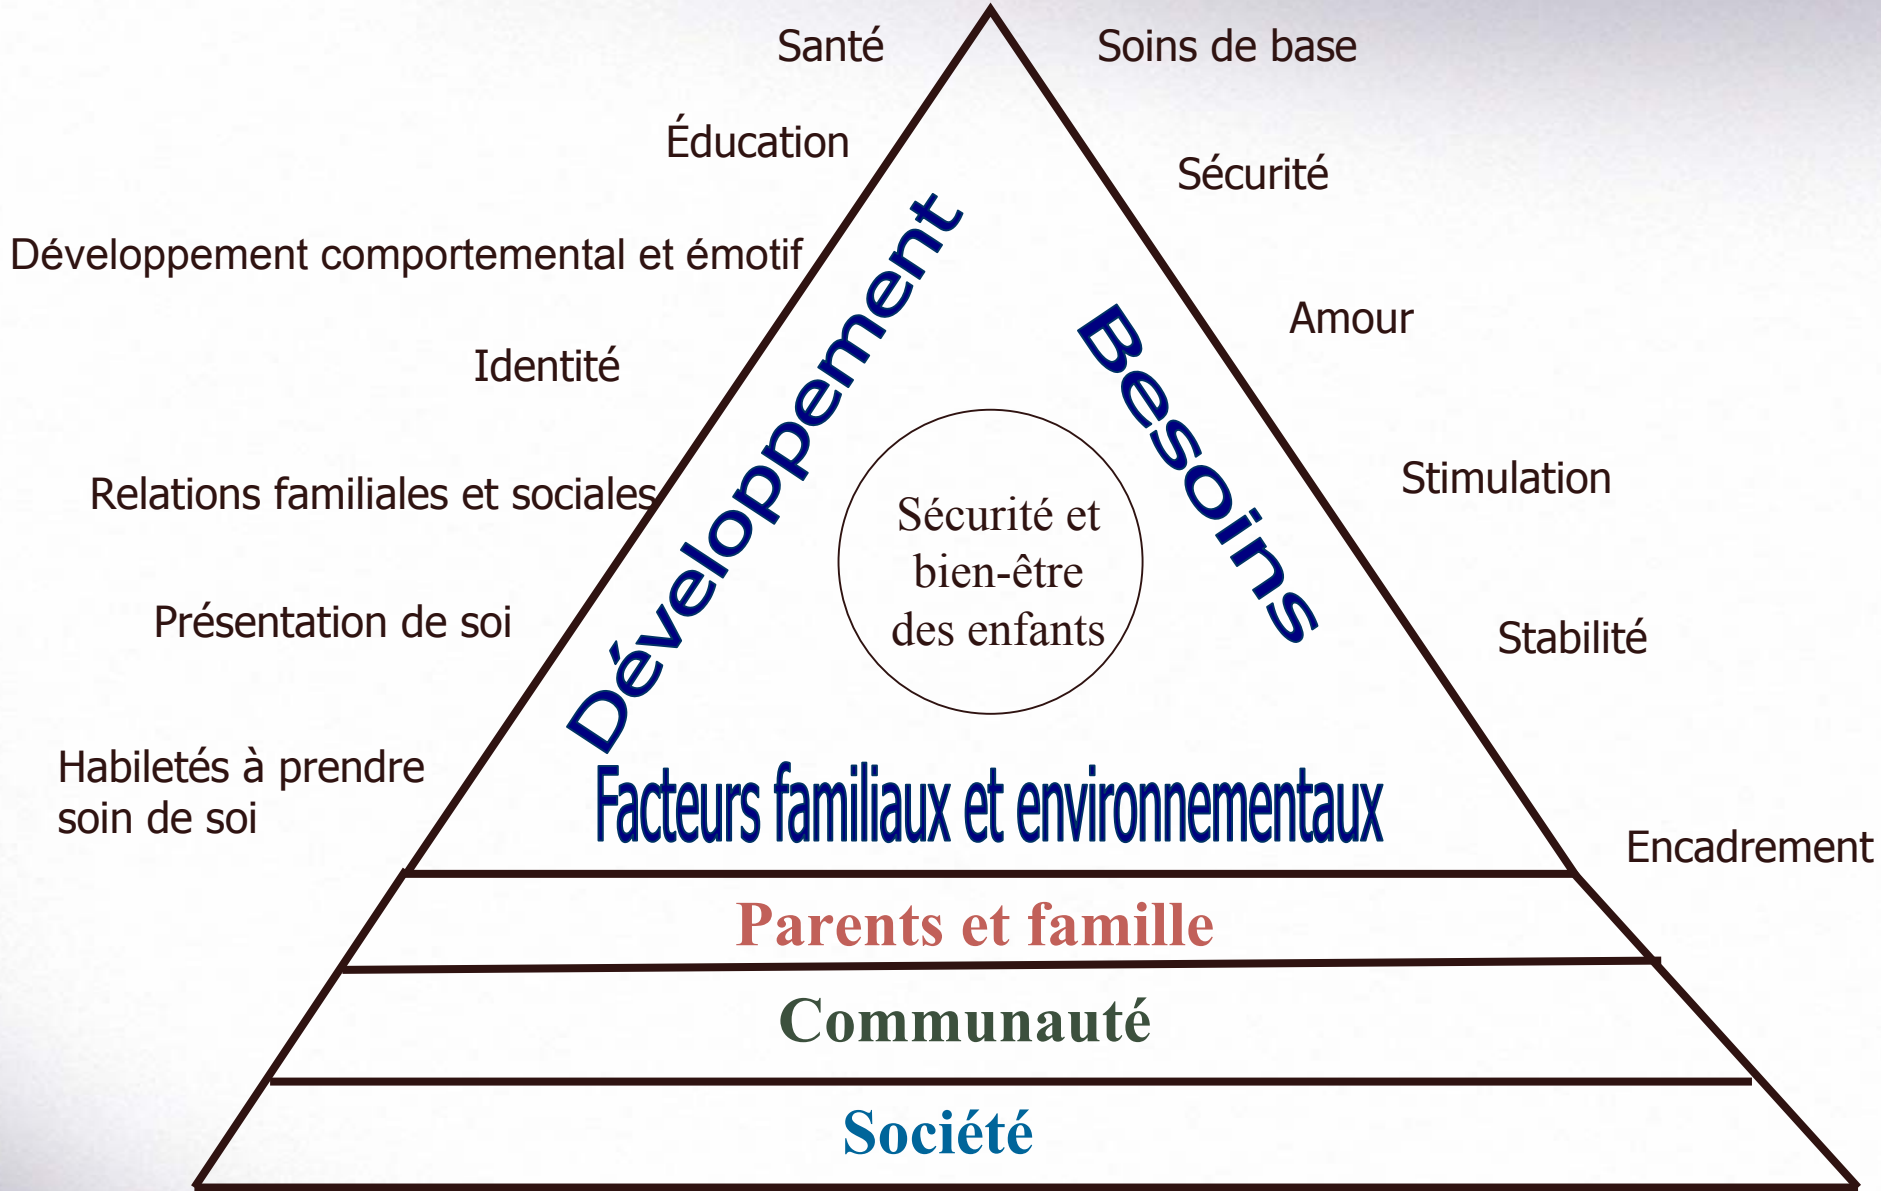 Santé
Soins de base
Éducation
Sécurité
Développement comportemental et émotif
Amour
Identité
Relations familiales et sociales
Stimulation
Présentation de soi
Stabilité
Habiletés à prendre
soin de soi
Encadrement
Développement
Besoins
Sécurité et
bien-être
des enfants
Facteurs familiaux et environnementaux
Parents et famille
Communauté
Société